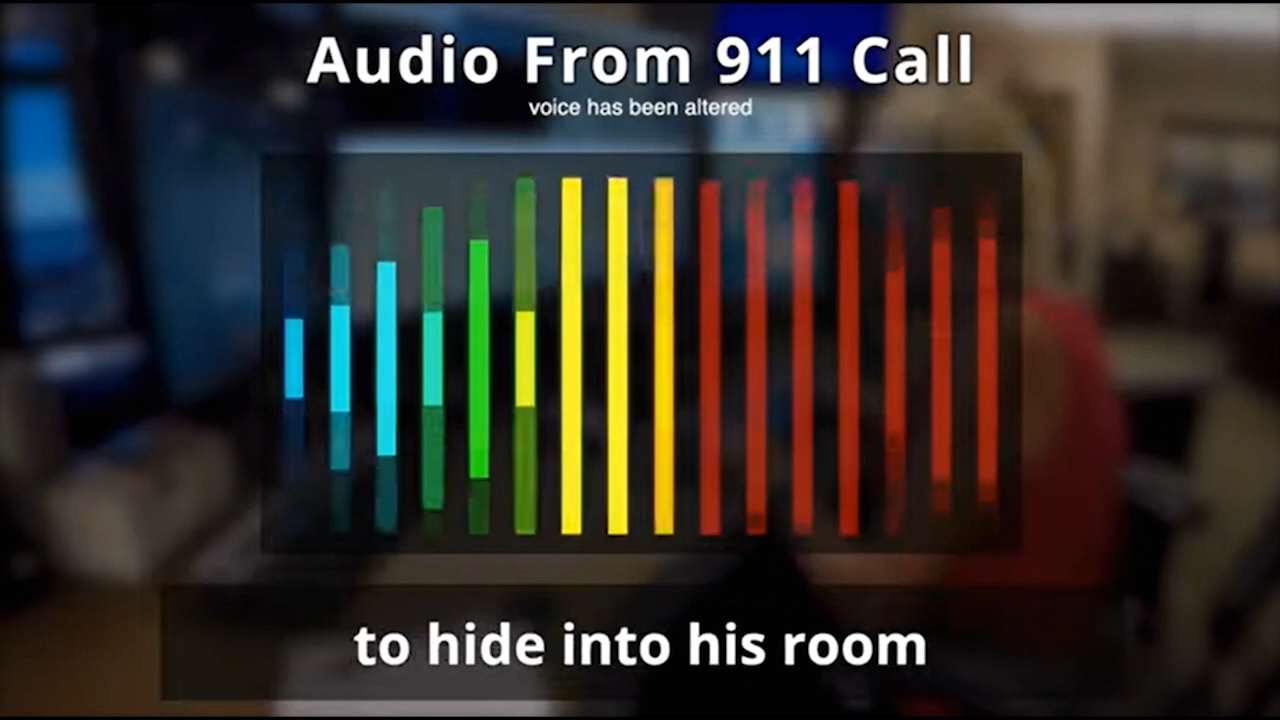 Audio From 911 Call
voice has been altered
to hide into his room